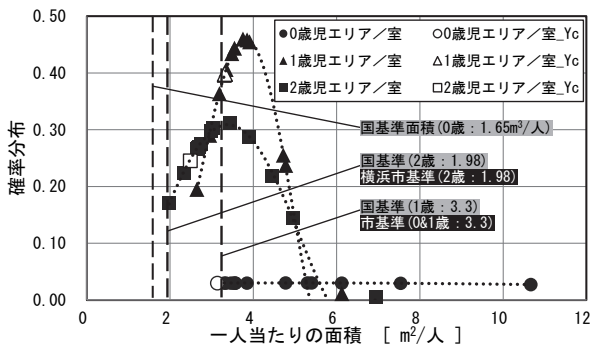 0.50
0.40
0.30
0.20
0.10
0.00
確率分布
●0歳児エリア／室
○0歳児エリア／室_Yc
▲1歳児エリア／室
△1歳児エリア／室_Yc
■2歳児エリア／室
□2歳児エリア／室_Yc
国基準面積(0歳：1.65m³/人)
国基準(2歳：1.98)
横浜市基準(2歳：1.98)
国基準(1歳：3.3)
市基準(0&1歳：3.3)
0 2 4 6 8 10 12
一人当たりの面積 [ m²/人 ]